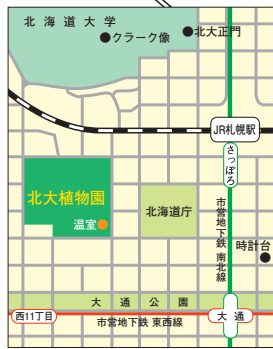 北海道大学
北大正門
クラーク像
JR札幌駅
さっぽろ
北大植物園
温室
北海道庁
市営地下鉄 南北線
時計台
大通公園
西11丁目
市営地下鉄 東西線
大通